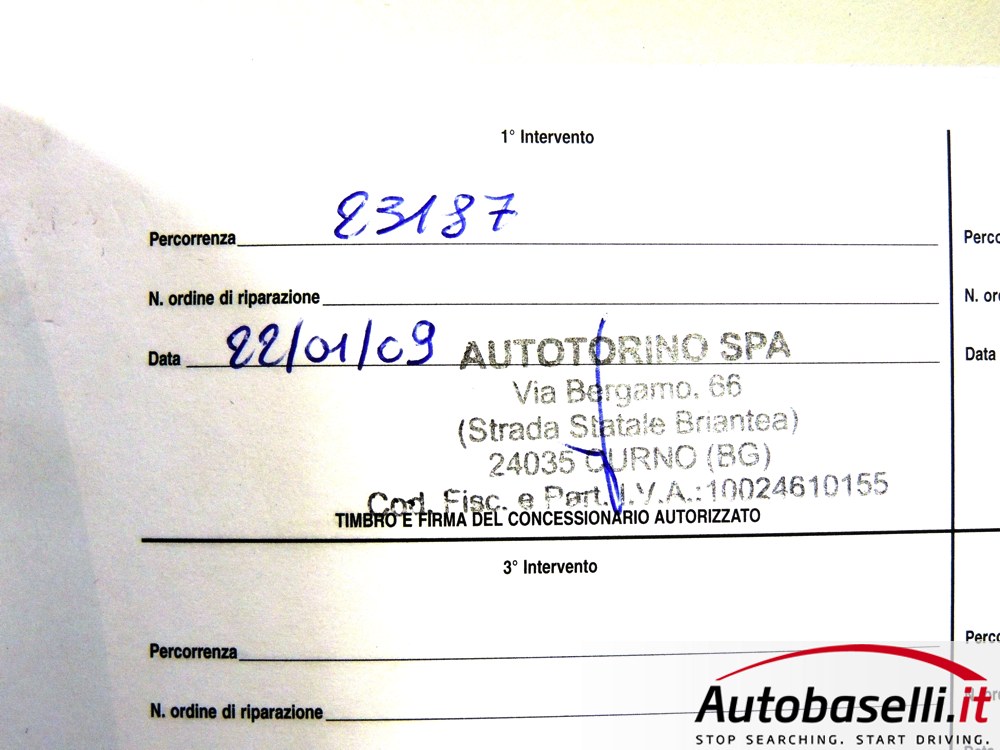 1° Intervento
Percorrenza 23187
Perco
N. ordine di riparazione
N. or
Data 22/01/09
Data
AUTOTORINO SPA
Via Bergamo, 66
(Strada Statale Briantea)
24035 CURNO (BG)
Cod. Fisc. e Part. I.V.A.:10024610155
TIMBRO E FIRMA DEL CONCESSIONARIO AUTORIZZATO
3° Intervento
Percorrenza
Perco
N. ordine di riparazione
Autobaselli.it
STOP SEARCHING. START DRIVING.